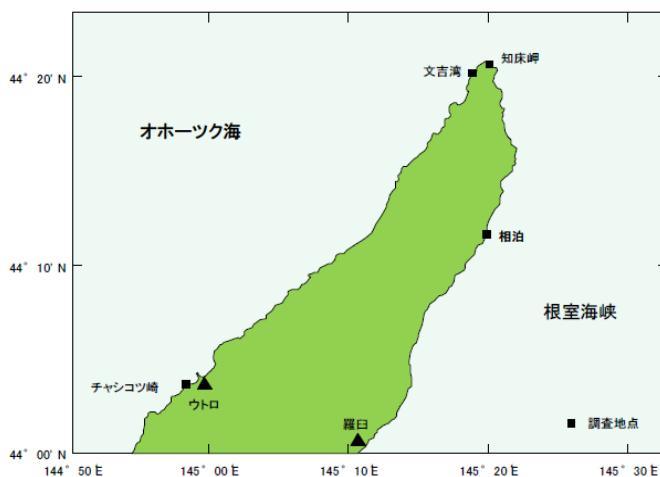 44° 20' N
知床岬
文吉湾
オホーツク海
相泊
44° 10' N
根室海峡
チャシコツ崎
ウトロ
羅臼
調査地点
44° 00' N
144° 50' E
145° 00' E
145° 10' E
145° 20' E
145° 30' E